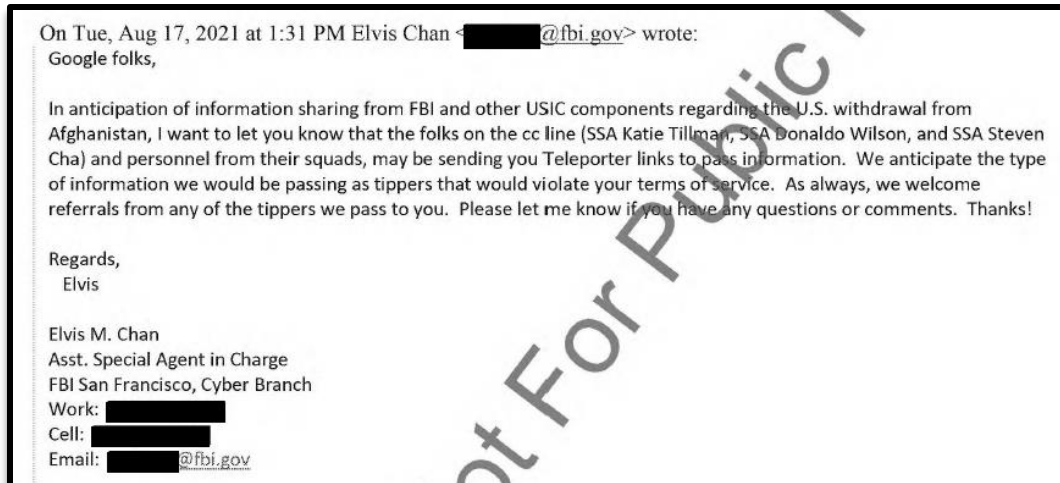 On Tue, Aug 17, 2021 at 1:31 PM Elvis Chan < @fbi.gov> wrote:
Google folks,
In anticipation of information sharing from FBI and other USIC components regarding the U.S. withdrawal from
Afghanistan, I want to let you know that the folks on the cc line (SSA Katie Tillman, SSA Donaldo Wilson, and SSA Steven
Cha) and personnel from their squads, may be sending you Teleporter links to pass information. We anticipate the type
of information we would be passing as tippers that would violate your terms of service. As always, we welcome
referrals from any of the tippers we pass to you. Please let me know if you have any questions or comments. Thanks!
Regards,
Elvis
Elvis M. Chan
Asst. Special Agent in Charge
FBI San Francisco, Cyber Branch
Work:
Cell:
Email: @fbi.gov
For Public